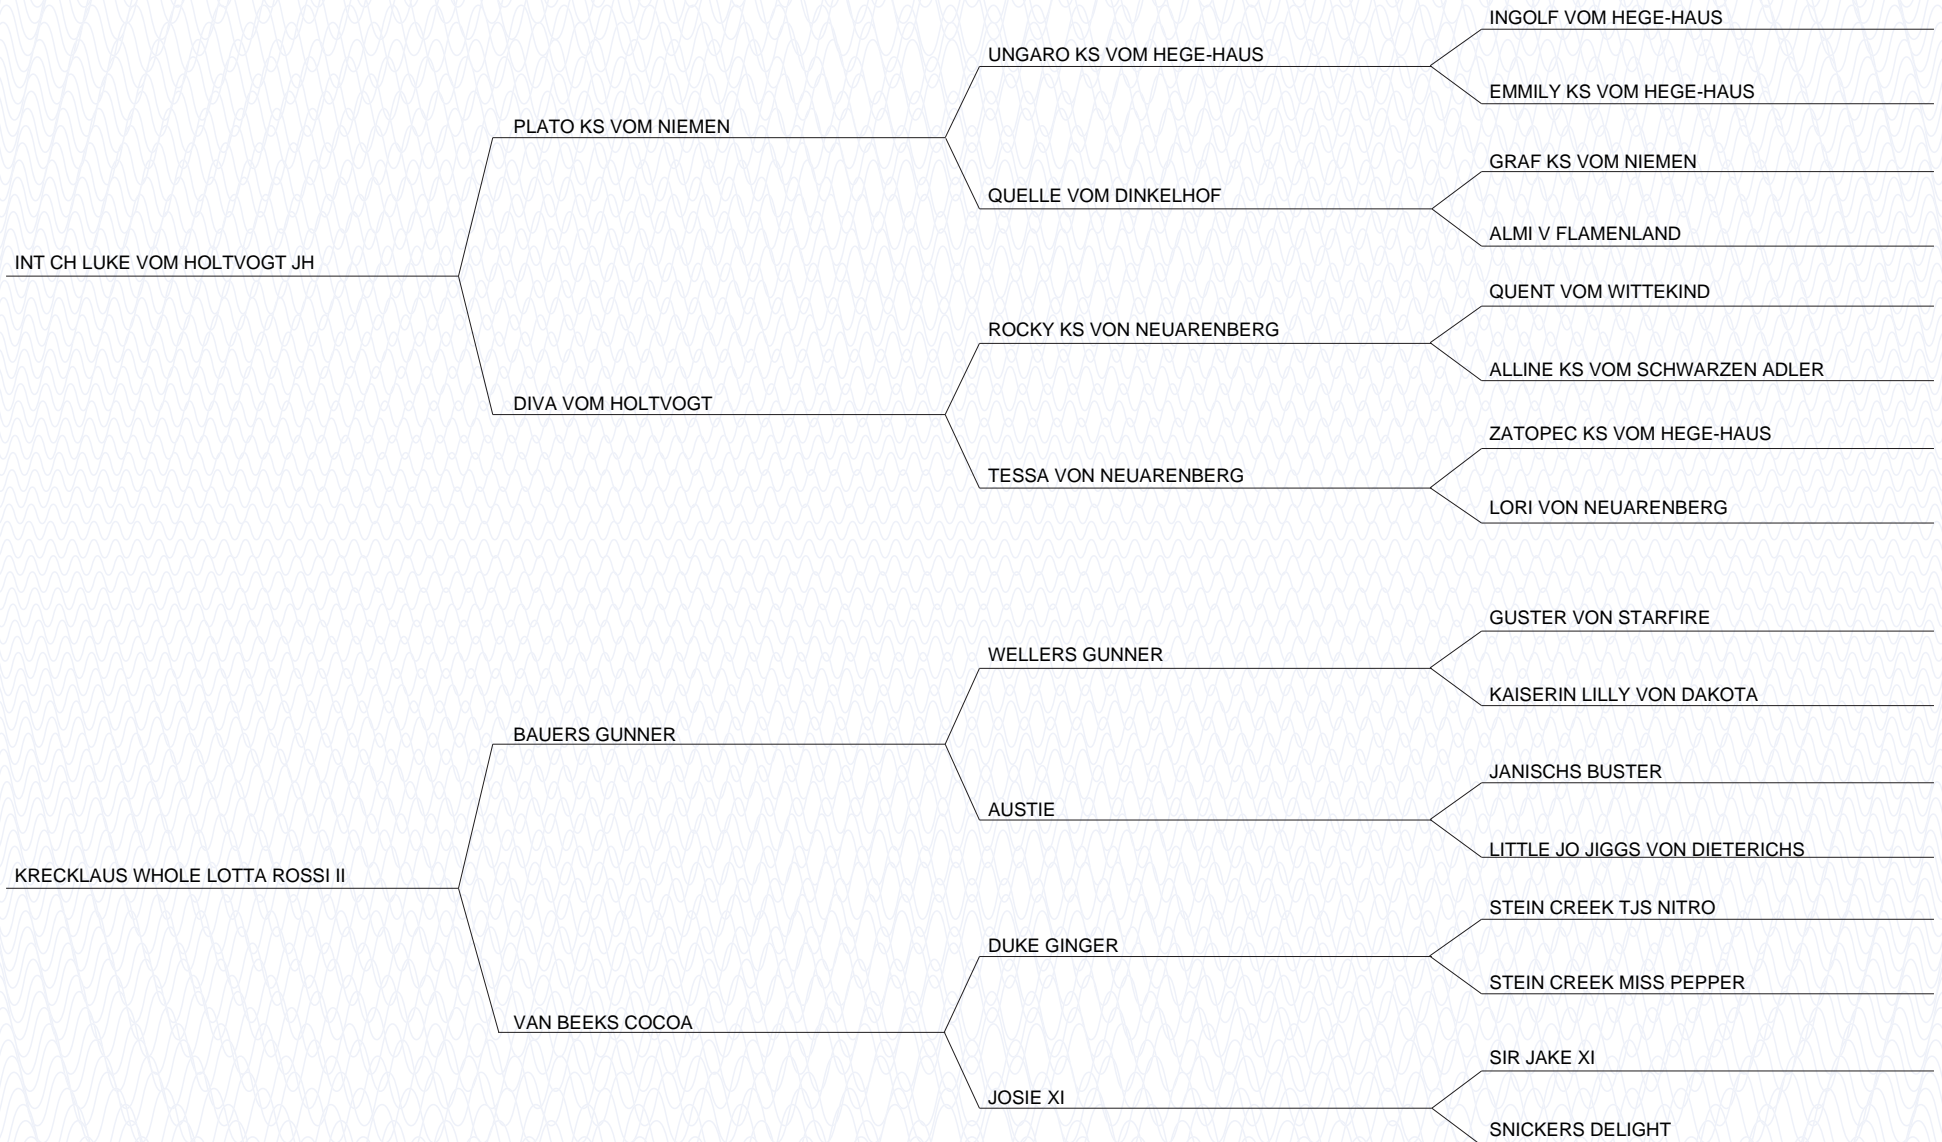 INGOLF VOM HEGE-HAUS
UNGARO KS VOM HEGE-HAUS
EMMILY KS VOM HEGE-HAUS
PLATO KS VOM NIEMEN
GRAF KS VOM NIEMEN
QUELLE VOM DINKELHOF
ALMI V FLAMENLAND
INT CH LUKE VOM HOLTVOGT JH
QUENT VOM WITTEKIND
ROCKY KS VON NEUARENBERG
ALLINE KS VOM SCHWARZEN ADLER
DIVA VOM HOLTVOGT
ZATOPEC KS VOM HEGE-HAUS
TESSA VON NEUARENBERG
LORI VON NEUARENBERG
GUSTER VON STARFIRE
WELLERS GUNNER
KAISERIN LILLY VON DAKOTA
BAUERS GUNNER
JANISCHS BUSTER
AUSTIE
LITTLE JO JIGGS VON DIETERICHS
KRECKLAUS WHOLE LOTTA ROSSI II
STEIN CREEK TJS NITRO
DUKE GINGER
STEIN CREEK MISS PEPPER
VAN BEEKS COCOA
SIR JAKE XI
JOSIE XI
SNICKERS DELIGHT